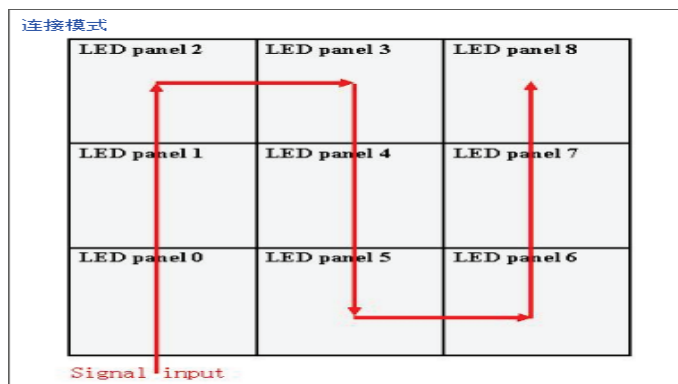 连接模式
LED panel 2 LED panel 3 LED panel 8
LED panel 1 LED panel 4 LED panel 7
LED panel 0 LED panel 5 LED panel 6
Signal input